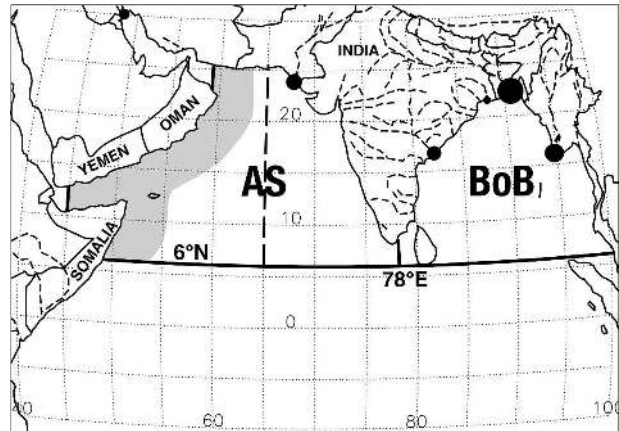 INDIA
20
OMAN
YEMEN
AS
BoB
10
SOMALIA
6°N
78°E
0
40
60
80
100